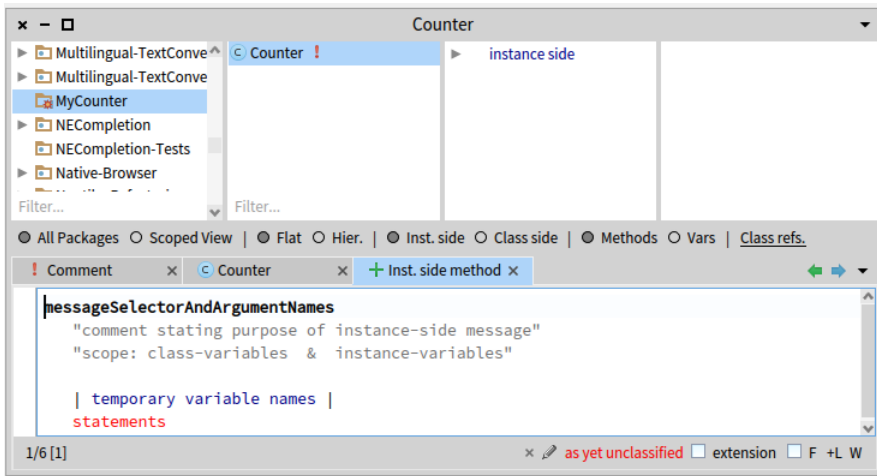 Counter
Multilingual-TextConve
Multilingual-TextConve
MyCounter
NECompletion
NECompletion-Tests
Native-Browser
Filter...
Counter !
Filter...
instance side
All Packages Scoped View | Flat Hier. | Inst. side Class side | Methods Vars | Class refs.
! Comment × Counter × Inst. side method ×
messageSelectorAndArgumentNames
"comment stating purpose of instance-side message"
"scope: class-variables & instance-variables"
| temporary variable names |
statements
1/6 [1] × as yet unclassified extension F +L W